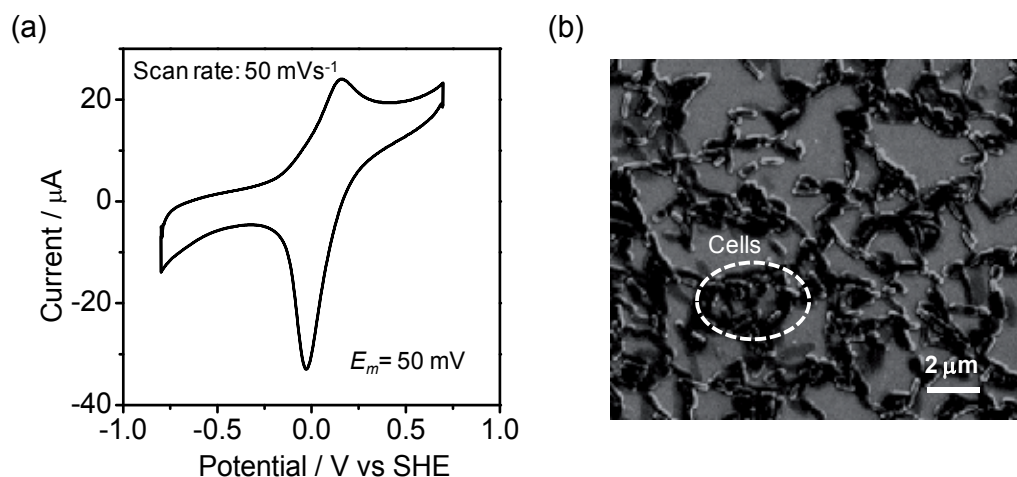 (a)
Scan rate: 50 mVs⁻¹
20
0
-20
-40
Current / μA
E_m= 50 mV
-1.0 -0.5 0.0 0.5 1.0
Potential / V vs SHE
(b)
Cells
2 μm